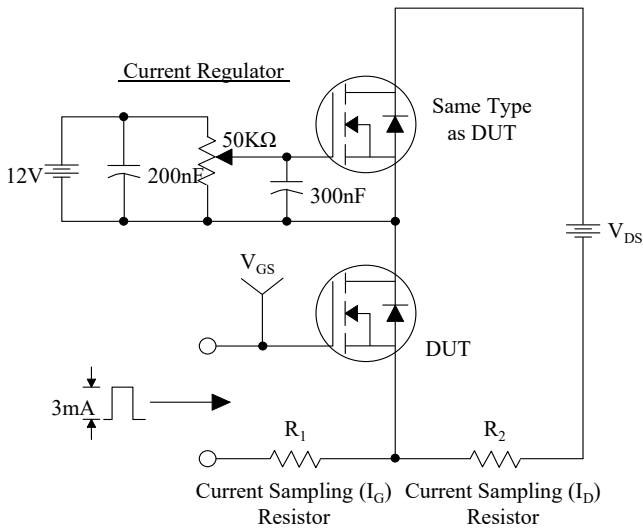 Current Regulator
Same Type
as DUT
50KΩ
12V
200nF
300nF
V_DS
V_GS
DUT
3mA
R_1
R_2
Current Sampling (I_G)
Resistor
Current Sampling (I_D)
Resistor